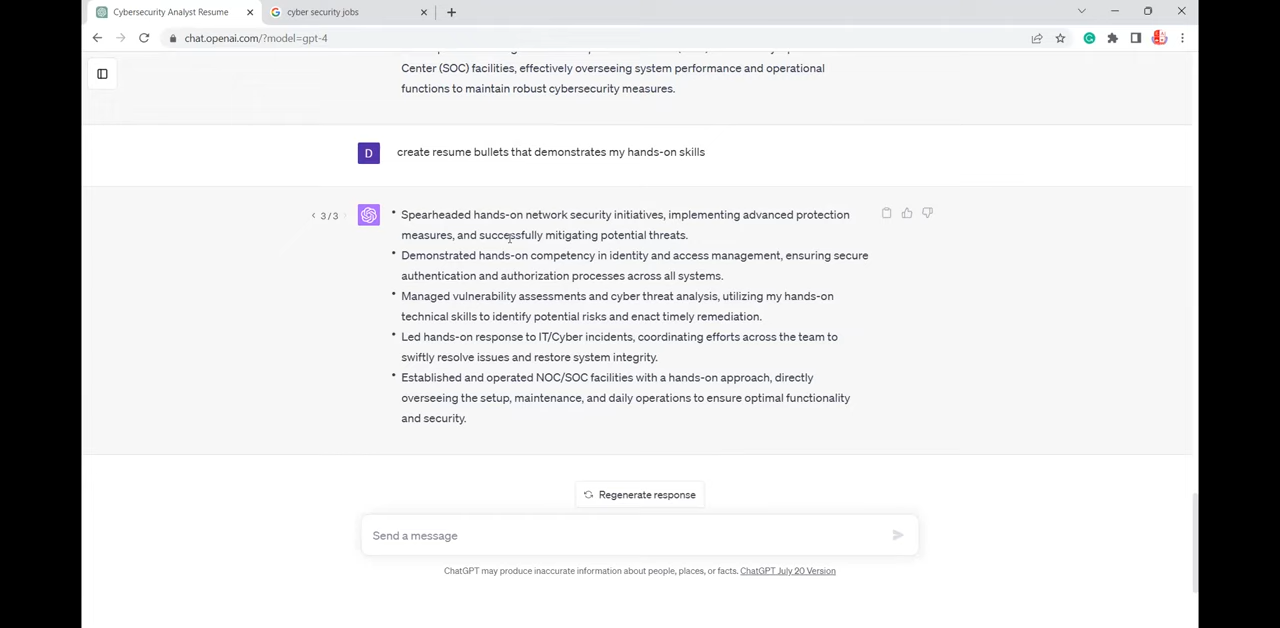 Cybersecurity Analyst Resume
cyber security jobs
chat.openai.com/?model=gpt-4
Center (SOC) facilities, effectively overseeing system performance and operational
functions to maintain robust cybersecurity measures.
D
create resume bullets that demonstrates my hands-on skills
< 3 / 3 >
• Spearheaded hands-on network security initiatives, implementing advanced protection
measures, and successfully mitigating potential threats.
• Demonstrated hands-on competency in identity and access management, ensuring secure
authentication and authorization processes across all systems.
• Managed vulnerability assessments and cyber threat analysis, utilizing my hands-on
technical skills to identify potential risks and enact timely remediation.
• Led hands-on response to IT/Cyber incidents, coordinating efforts across the team to
swiftly resolve issues and restore system integrity.
• Established and operated NOC/SOC facilities with a hands-on approach, directly
overseeing the setup, maintenance, and daily operations to ensure optimal functionality
and security.
Regenerate response
Send a message
ChatGPT may produce inaccurate information about people, places, or facts. ChatGPT July 20 Version